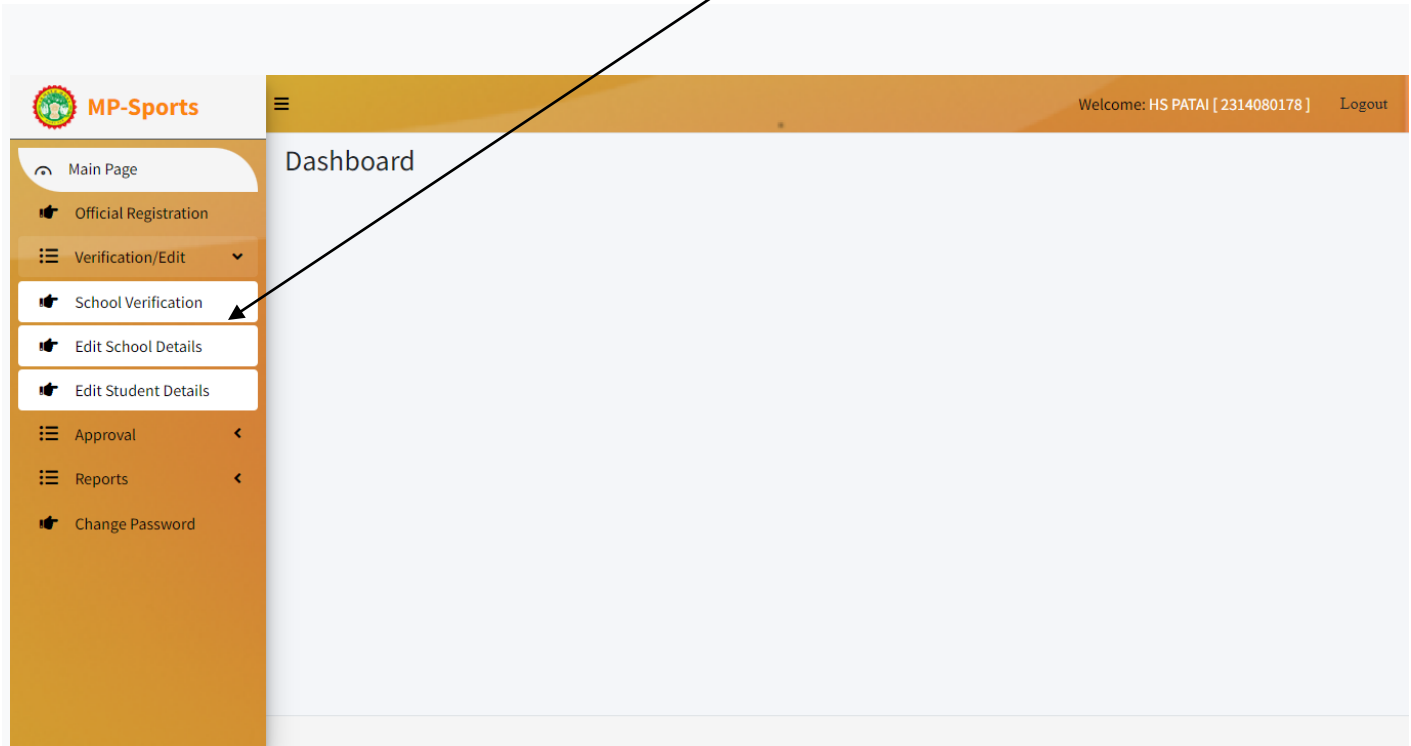 MP-Sports
Welcome: HS PATAI [ 2314080178 ] Logout
Dashboard
Main Page
Official Registration
Verification/Edit
School Verification
Edit School Details
Edit Student Details
Approval
Reports
Change Password